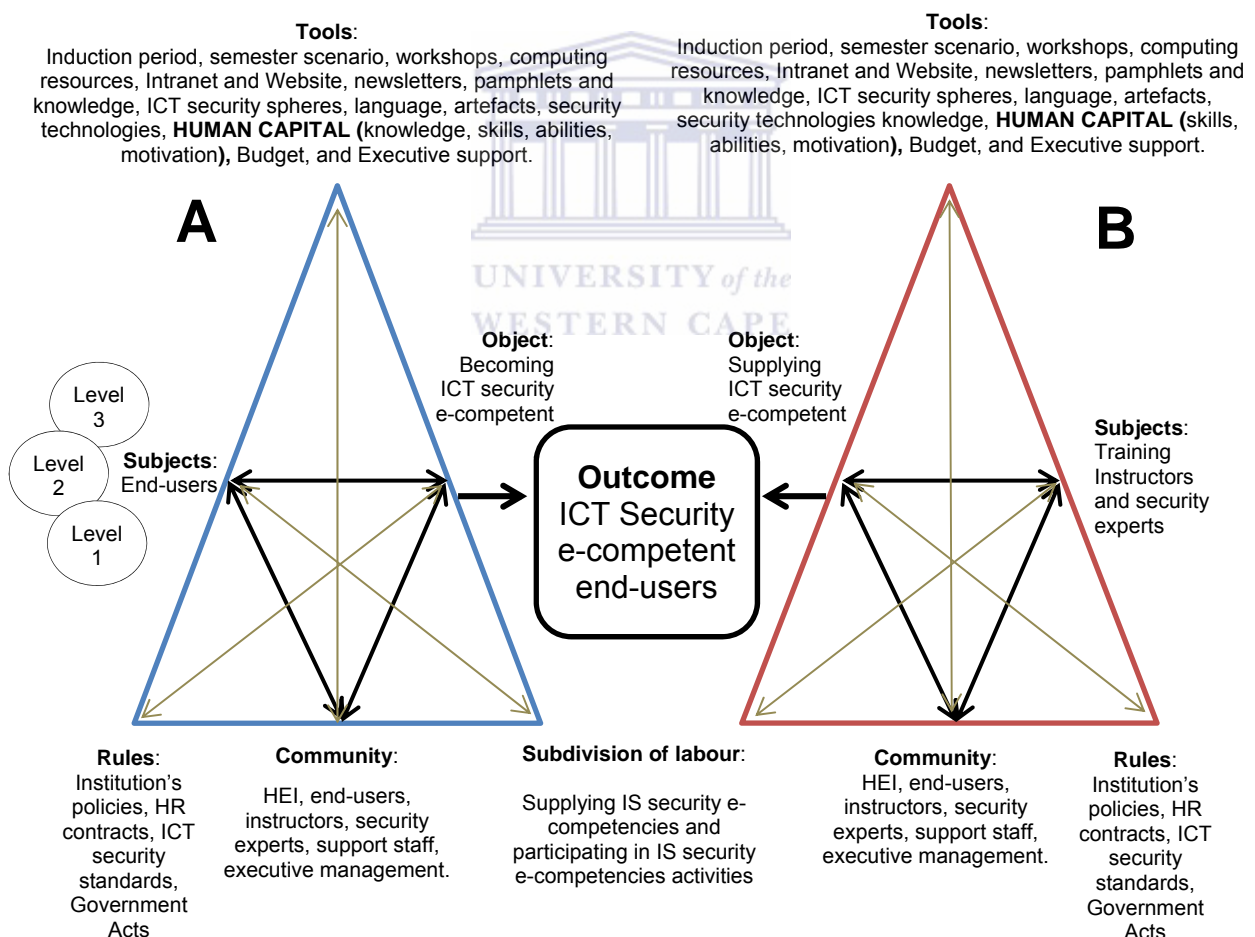 Tools:
Induction period, semester scenario, workshops, computing
resources, Intranet and Website, newsletters, pamphlets and
knowledge, ICT security spheres, language, artefacts, security
technologies, HUMAN CAPITAL (knowledge, skills, abilities,
motivation), Budget, and Executive support.
Tools:
Induction period, semester scenario, workshops, computing
resources, Intranet and Website, newsletters, pamphlets and
knowledge, ICT security spheres, language, artefacts,
security technologies knowledge, HUMAN CAPITAL (skills,
abilities, motivation), Budget, and Executive support.
A
B
UNIVERSITY of the
WESTERN CAPE
Object:
Becoming
ICT security
e-competent
Object:
Supplying
ICT security
e-competent
Level
3
Level
2
Level
1
Subjects:
End-users
Outcome
ICT Security
e-competent
end-users
Subjects:
Training
Instructors
and security
experts
Rules:
Institution's
policies, HR
contracts, ICT
security
standards,
Government
Acts
Community:
HEI, end-users,
instructors, security
experts, support staff,
executive management.
Subdivision of labour:
Supplying IS security e-
competencies and
participating in IS security
e-competencies activities
Community:
HEI, end-users,
instructors, security
experts, support staff,
executive management.
Rules:
Institution's
policies, HR
contracts, ICT
security
standards,
Government
Acts